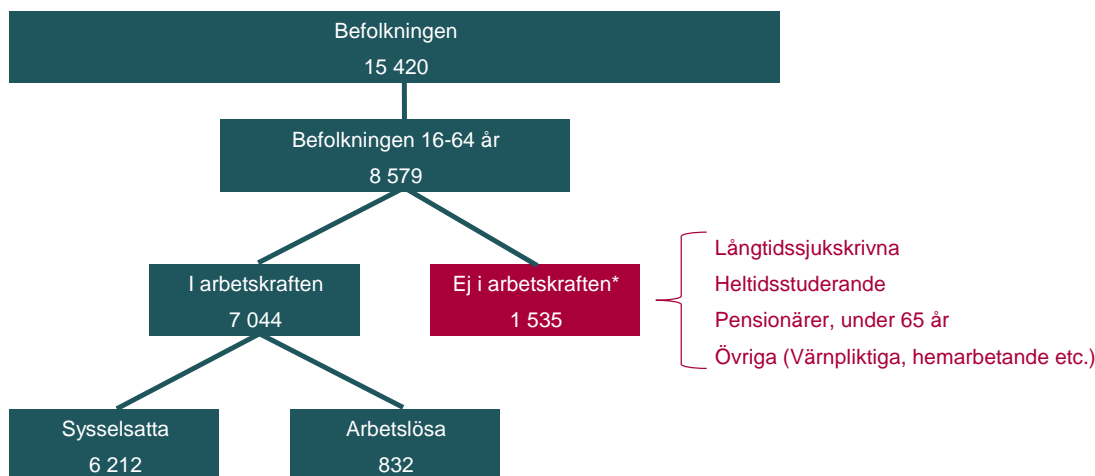 Befolkningen
15 420
Befolkningen 16-64 år
8 579
I arbetskraften
7 044
Ej i arbetskraften*
1 535
Långtidssjukskrivna
Heltidsstuderande
Pensionärer, under 65 år
Övriga (Värnpliktiga, hemarbetande etc.)
Sysselsatta
6 212
Arbetslösa
832